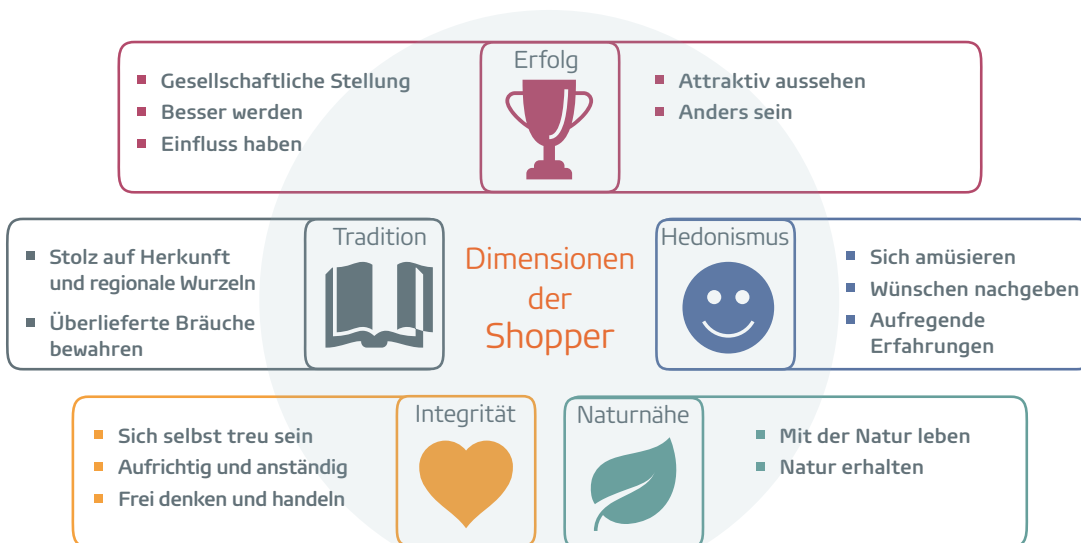 Erfolg
Gesellschaftliche Stellung
Besser werden
Einfluss haben
Attraktiv aussehen
Anders sein
Tradition
Stolz auf Herkunft
und regionale Wurzeln
Überlieferte Bräuche
bewahren
Dimensionen
der
Shopper
Hedonismus
Sich amüsieren
Wünschen nachgeben
Aufregende
Erfahrungen
Integrität
Sich selbst treu sein
Aufrichtig und anständig
Frei denken und handeln
Naturnähe
Mit der Natur leben
Natur erhalten